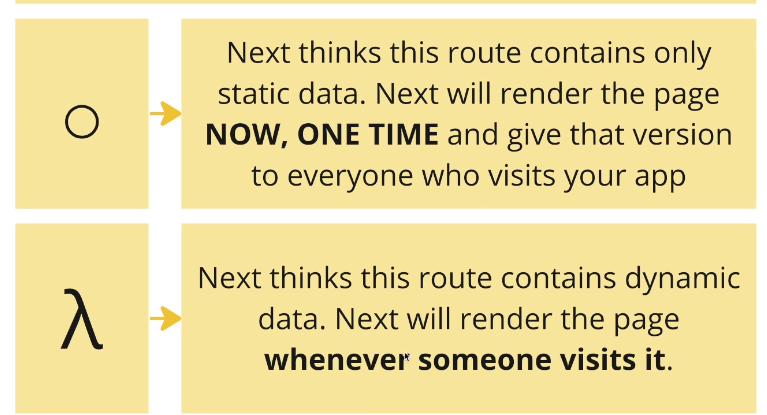 ○
Next thinks this route contains only
static data. Next will render the page
NOW, ONE TIME and give that version
to everyone who visits your app
λ
Next thinks this route contains dynamic
data. Next will render the page
whenever someone visits it.